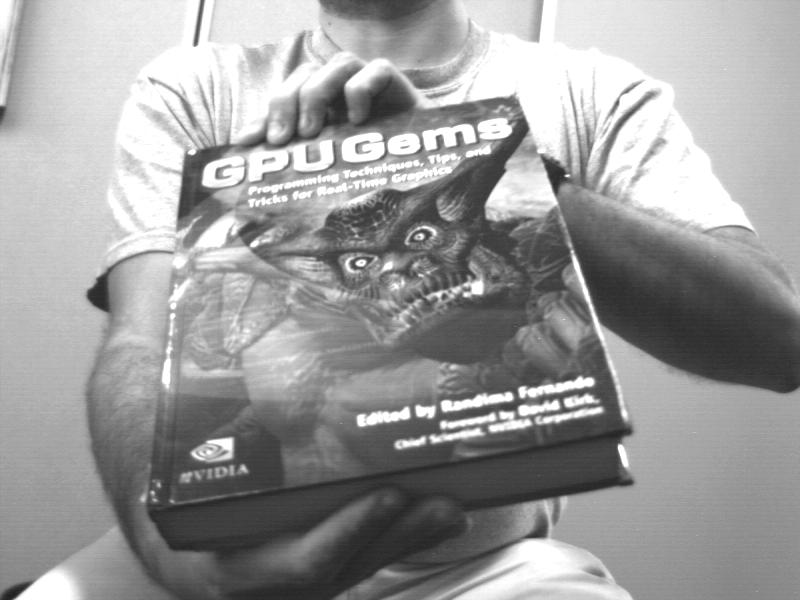 GPU Gems
Programming Techniques, Tips, and
Tricks for Real-Time Graphics
Edited by Randima Fernando
Foreword by David Kirk,
Chief Scientist, NVIDIA Corporation
nVIDIA